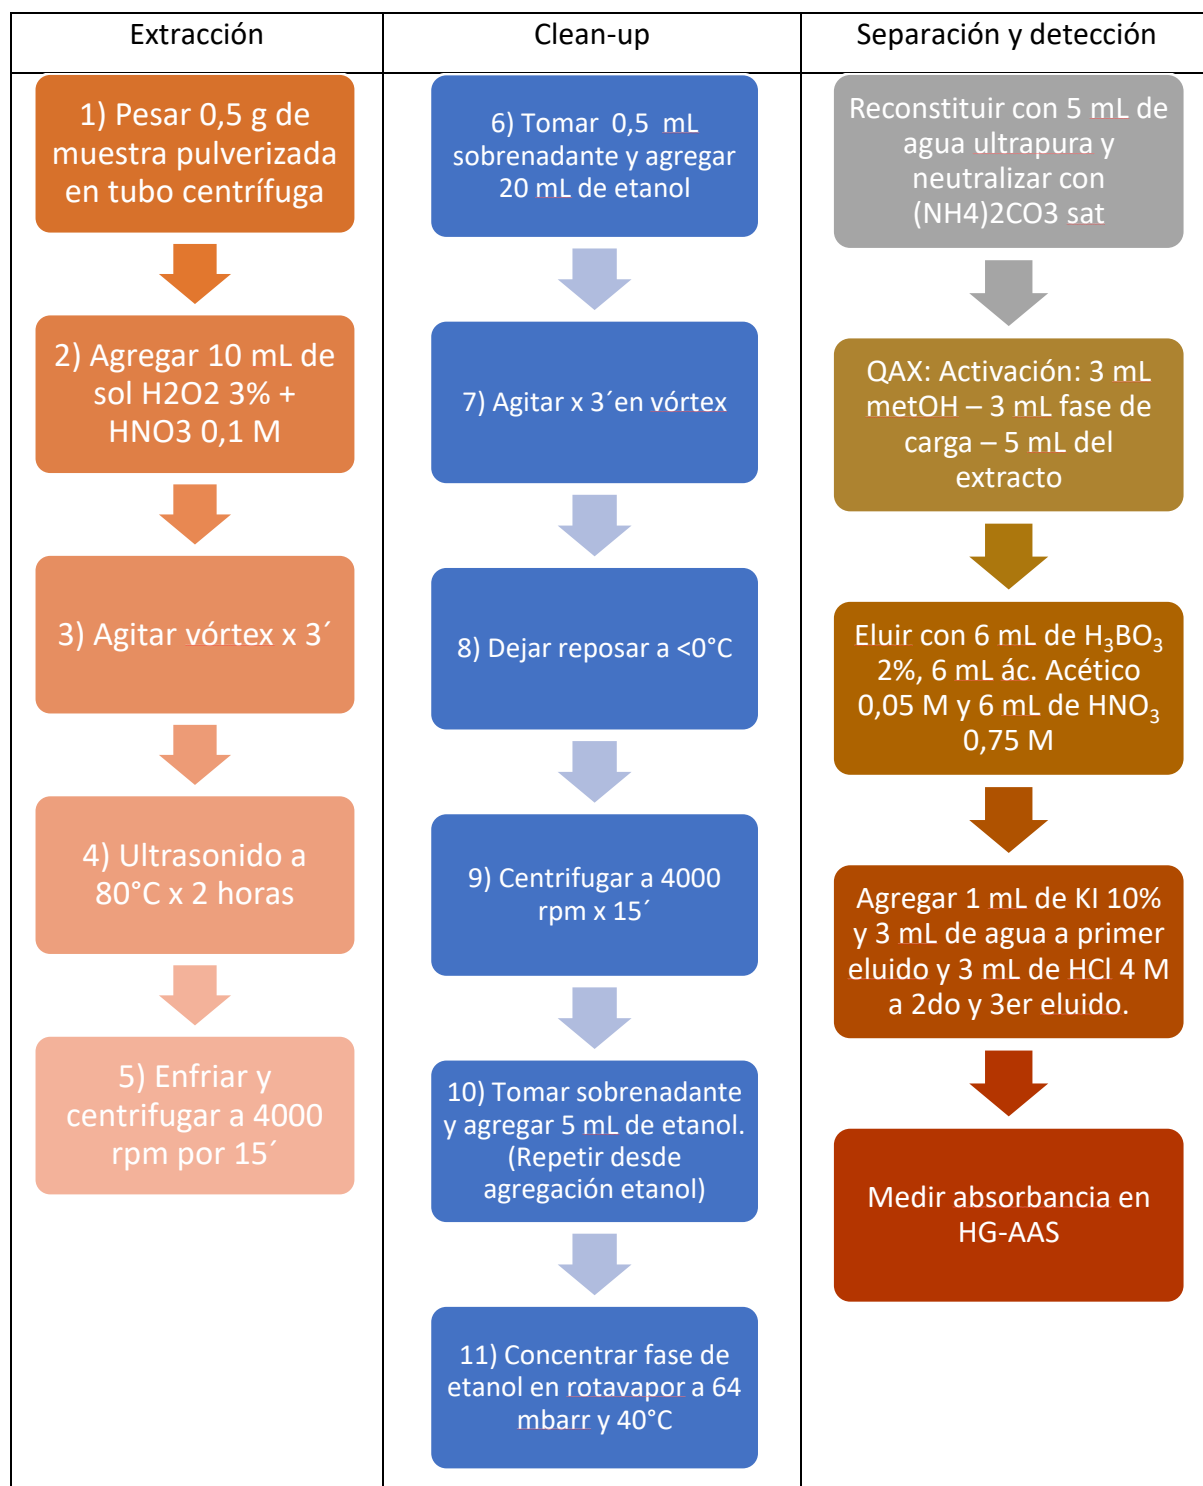 Extracción
1) Pesar 0,5 g de
muestra pulverizada
en tubo centrífuga
2) Agregar 10 mL de
sol H2O2 3% +
HNO3 0,1 M
3) Agitar vórtex x 3´
4) Ultrasonido a
80°C x 2 horas
5) Enfriar y
centrifugar a 4000
rpm por 15´
Clean-up
6) Tomar 0,5 mL
sobrenadante y agregar
20 mL de etanol
7) Agitar x 3´en vórtex
8) Dejar reposar a <0°C
9) Centrifugar a 4000
rpm x 15´
10) Tomar sobrenadante
y agregar 5 mL de etanol.
(Repetir desde
agregación etanol)
11) Concentrar fase de
etanol en rotavapor a 64
mbarr y 40°C
Separación y detección
Reconstituir con 5 mL de
agua ultrapura y
neutralizar con
(NH4)2CO3 sat
QAX: Activación: 3 mL
metOH – 3 mL fase de
carga – 5 mL del
extracto
Eluir con 6 mL de H₃BO₃
2%, 6 mL ác. Acético
0,05 M y 6 mL de HNO₃
0,75 M
Agregar 1 mL de KI 10%
y 3 mL de agua a primer
eluido y 3 mL de HCl 4 M
a 2do y 3er eluido.
Medir absorbancia en
HG-AAS